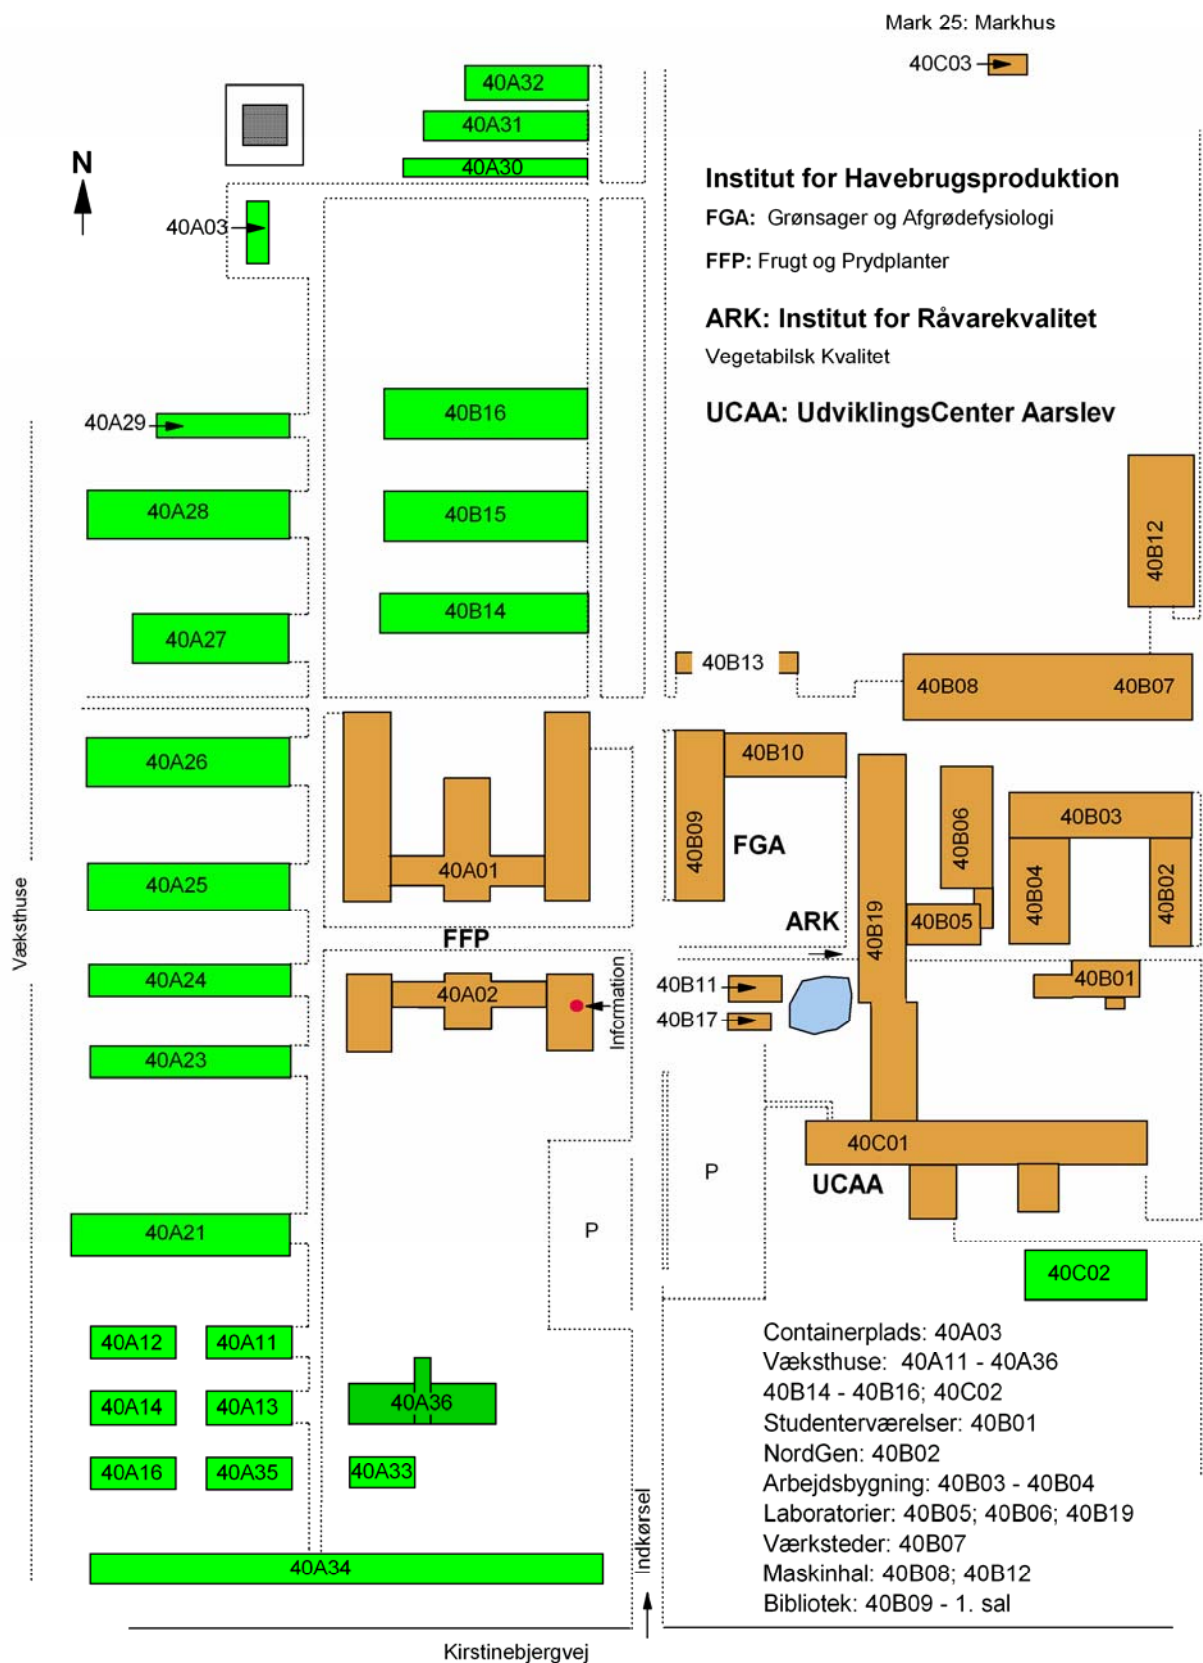 Mark 25: Markhus
40C03
40A32
40A31
40A30
N
40A03
Institut for Havebrugsproduktion
FGA: Grønsager og Afgrødefysiologi
FFP: Frugt og Prydplanter
ARK: Institut for Råvarekvalitet
Vegetabilsk Kvalitet
UCAA: UdviklingsCenter Aarslev
40A29
40B16
40A28
40B15
40B12
40A27
40B14
40B13
40B08
40B07
40A26
40B10
40B09
FGA
40B06
40B03
40B04
40B02
40A25
40A01
Væksthuse
FFP
ARK
40B19
40B05
40A24
40A02
Information
40B11
40B17
40B01
40A23
40C01
UCAA
P
P
40A21
40C02
40A12
40A11
40A14
40A13
40A36
40A16
40A35
40A33
40A34
Indkørsel
Containerplads: 40A03
Væksthuse: 40A11 - 40A36
40B14 - 40B16; 40C02
Studenterværelser: 40B01
NordGen: 40B02
Arbejdsbygning: 40B03 - 40B04
Laboratorier: 40B05; 40B06; 40B19
Værksteder: 40B07
Maskinhal: 40B08; 40B12
Bibliotek: 40B09 - 1. sal
Kirstinebjergvej